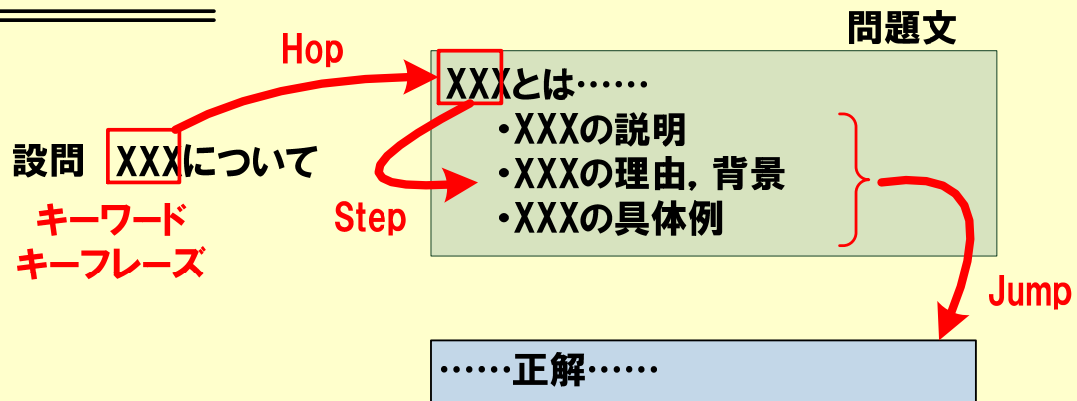 問題文
Hop
XXXとは……
・XXXの説明
設問 XXXについて
・XXXの理由，背景
キーワード
Step
・XXXの具体例
キーフレーズ
Jump
……正解……